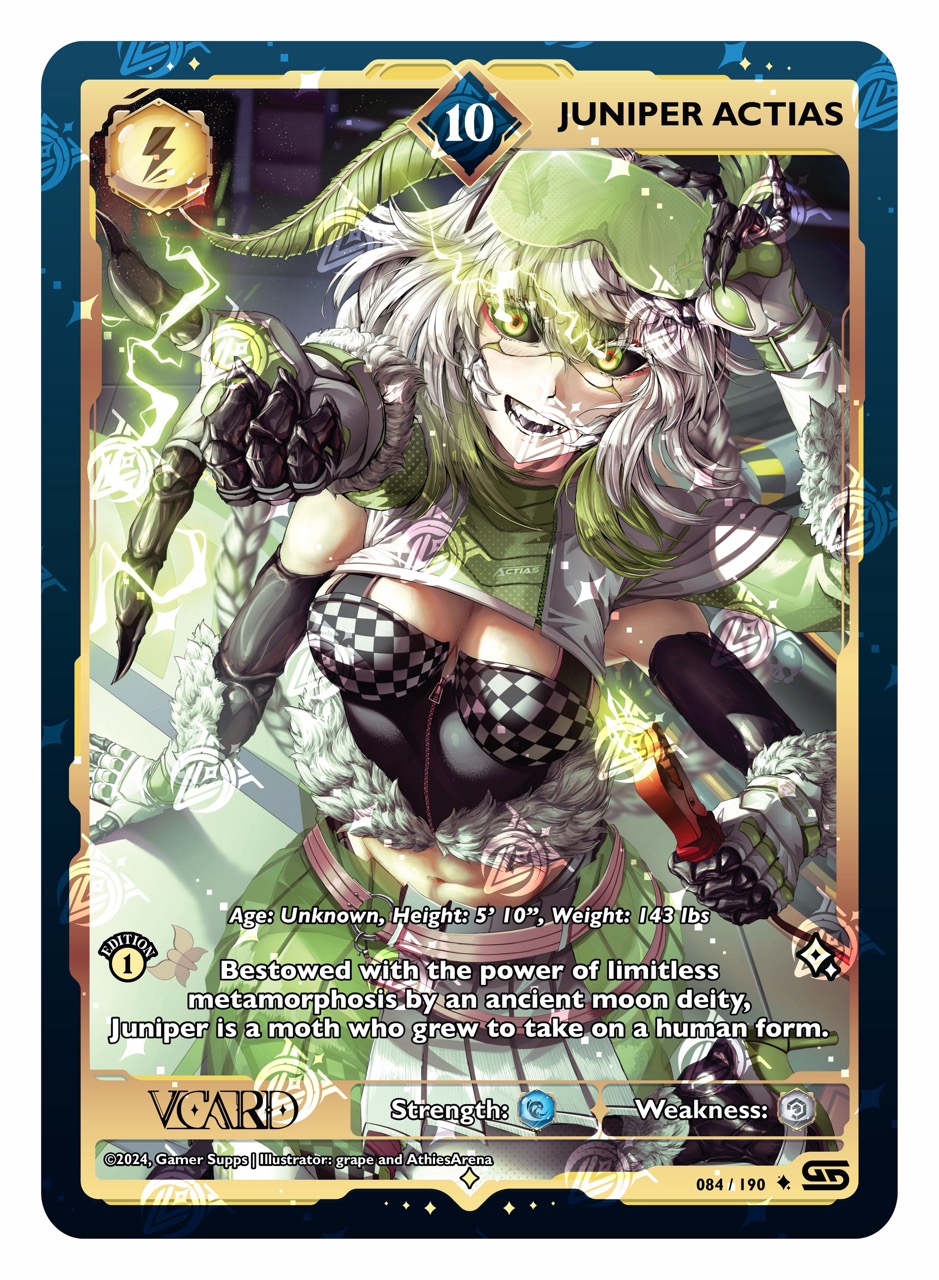 10
JUNIPER ACTIAS
ACTIAS
Age: Unknown, Height: 5’ 10”, Weight: 143 lbs
EDITION
1
Bestowed with the power of limitless
metamorphosis by an ancient moon deity,
Juniper is a moth who grew to take on a human form.
VCARD
Strength:
Weakness:
©2024, Gamer Supps | Illustrator: grape and AthiesArena
084 / 190
GS